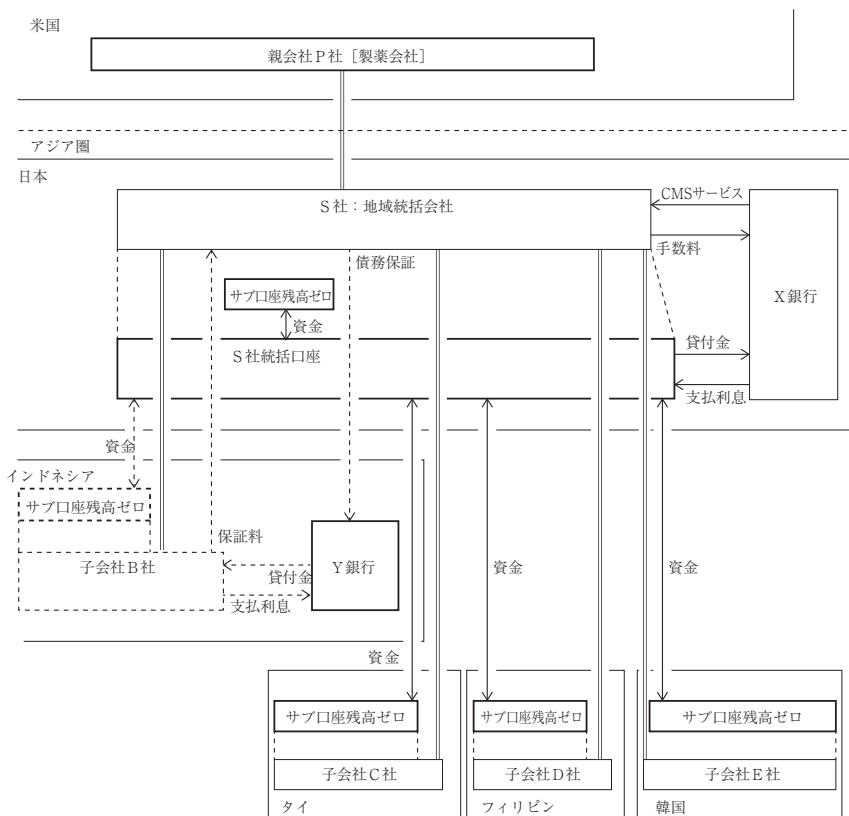 米国
親会社P社［製薬会社］
アジア圏
日本
S社：地域統括会社
CMSサービス
手数料
X銀行
債務保証
サブ口座残高ゼロ
資金
S社統括口座
貸付金
支払利息
資金
インドネシア
サブ口座残高ゼロ
保証料
子会社B社
貸付金
Y銀行
支払利息
資金
資金
資金
サブ口座残高ゼロ
サブ口座残高ゼロ
サブ口座残高ゼロ
子会社C社
子会社D社
子会社E社
タイ
フィリピン
韓国